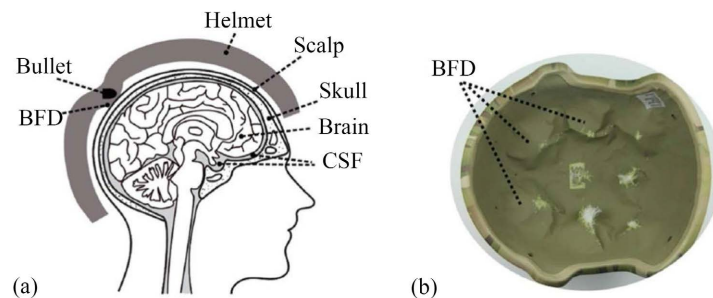 Helmet
Scalp
Bullet
BFD
Skull
Brain
CSF
(a)
BFD
(b)